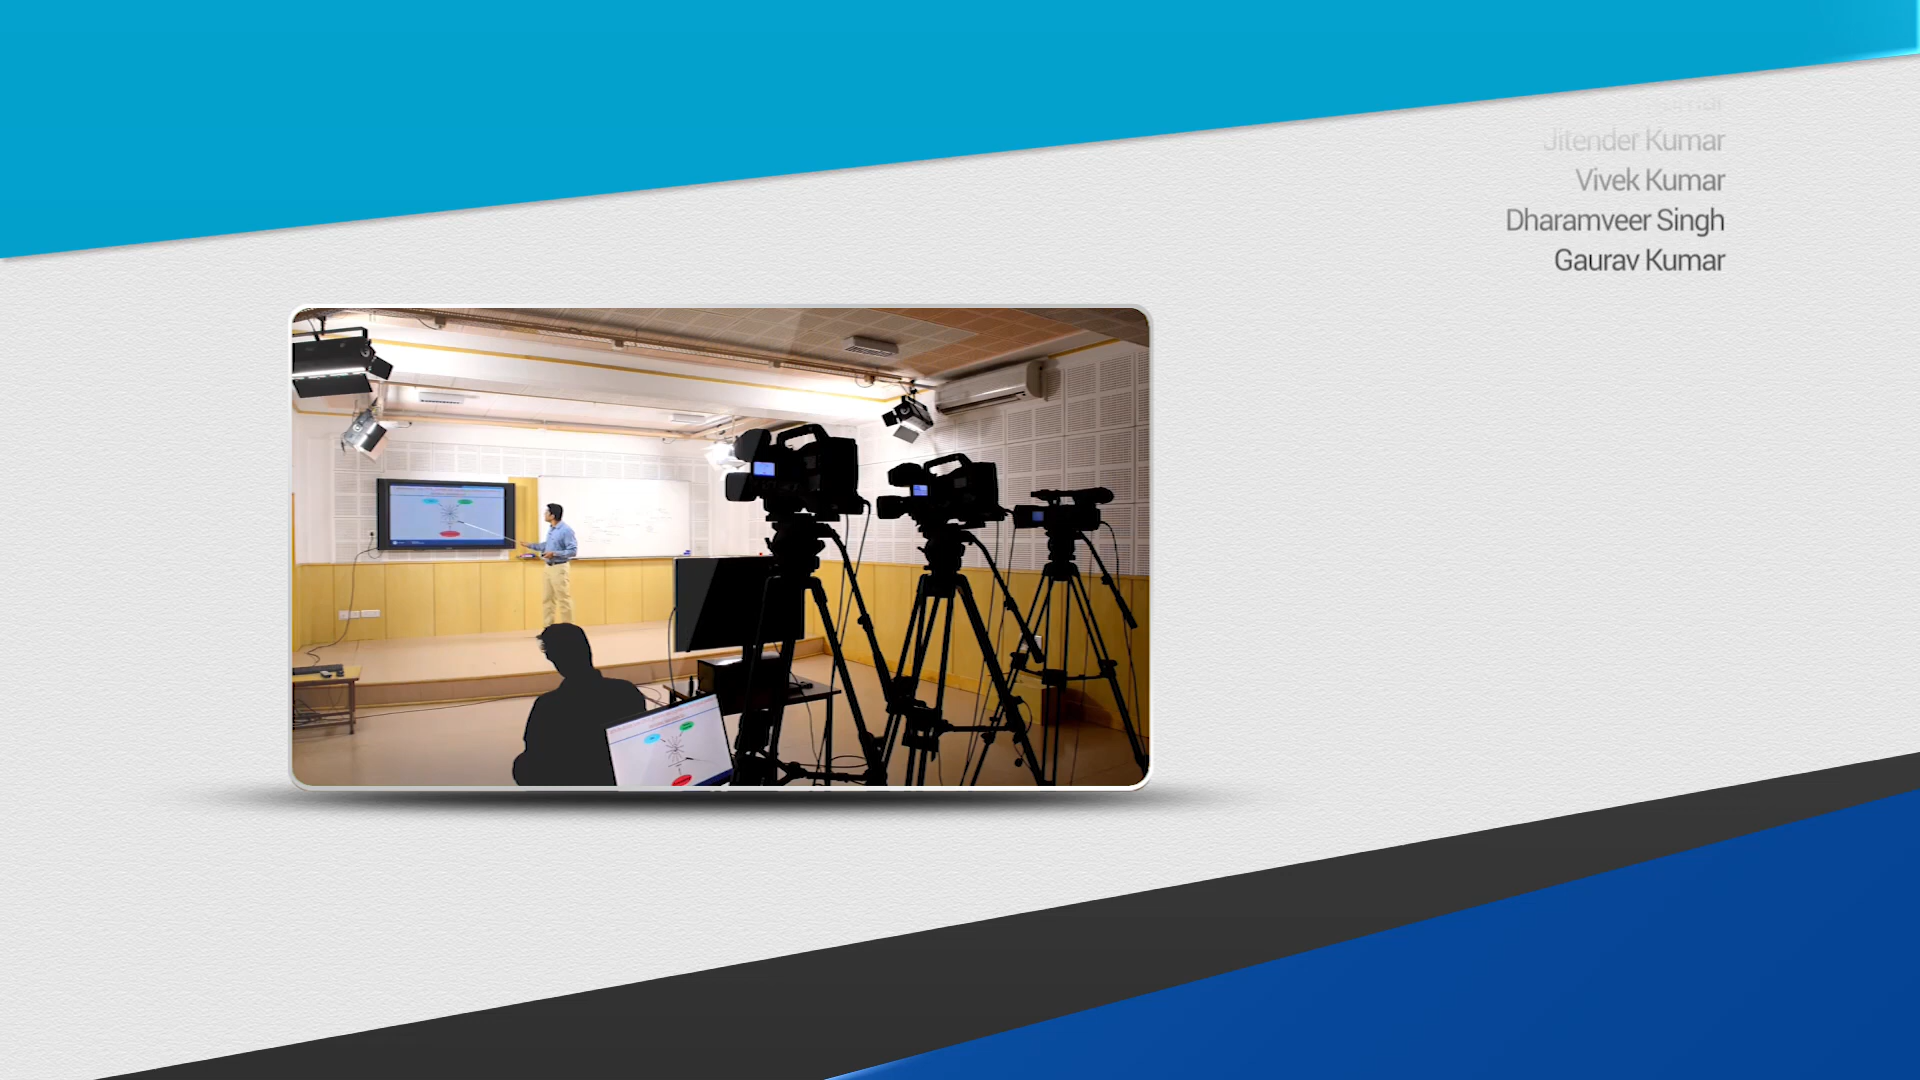 Jitender Kumar
Vivek Kumar
Dharamveer Singh
Gaurav Kumar